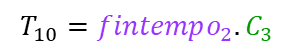 T₁₀ = fintempo₂.C₃